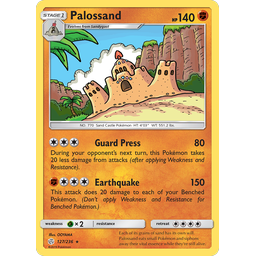 STAGE 1
Palossand
HP 140
Evolves from Sandygast
NO. 770 Sand Castle Pokémon HT: 4'03" WT: 551.2 lbs.
Guard Press 80
During your opponent's next turn, this Pokémon takes
20 less damage from attacks (after applying Weakness
and Resistance).
Earthquake 150
This attack does 20 damage to each of your Benched
Pokémon. (Don't apply Weakness and Resistance for
Benched Pokémon.)
weakness ×2 resistance retreat
127/236